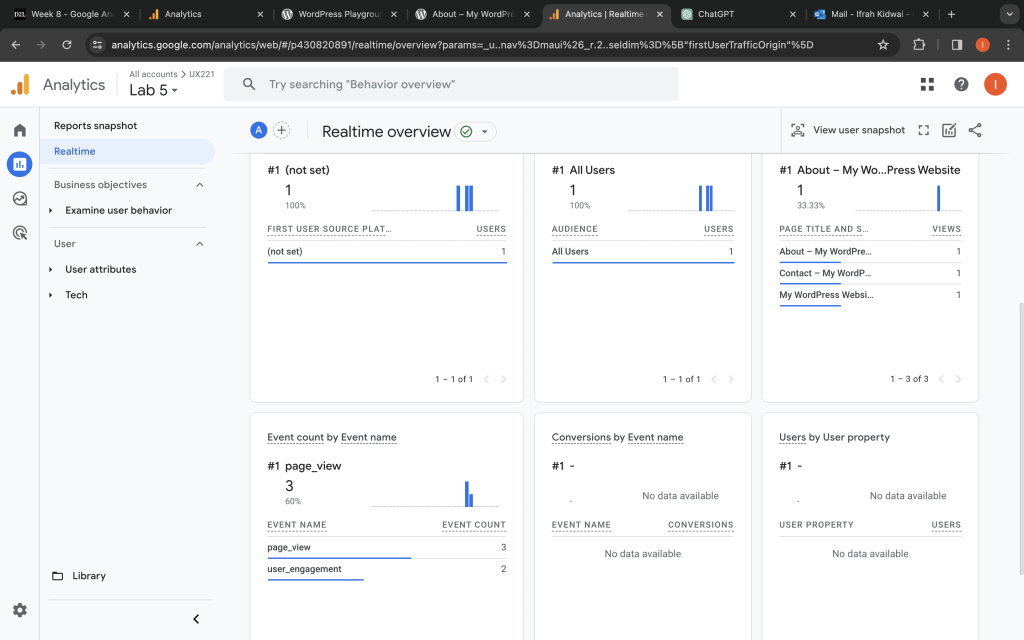 Week 8 - Google An
Analytics
WordPress Playgrou
About – My WordPre
Analytics | Realtime
ChatGPT
Mail - Ifrah Kidwai -
analytics.google.com/analytics/web/#/p430820891/realtime/overview?params=_u..nav%3Dmaui%26_r.2..seldim%3D%5B"firstUserTrafficOrigin"%5D
I
Analytics
All accounts > UX221
Lab 5
Try searching "Behavior overview"
I
Reports snapshot
Realtime
Business objectives
Examine user behavior
User
User attributes
Tech
Library
A
Realtime overview
View user snapshot
#1 (not set)
1
100%
FIRST USER SOURCE PLAT…
USERS
(not set)
1
1 – 1 of 1
#1 All Users
1
100%
AUDIENCE
USERS
All Users
1
1 – 1 of 1
#1 About – My Wo...Press Website
1
33.33%
PAGE TITLE AND S…
VIEWS
About – My WordPre…
1
Contact – My WordP…
1
My WordPress Websi…
1
1 – 3 of 3
Event count by Event name
#1 page_view
3
60%
EVENT NAME
EVENT COUNT
page_view
3
user_engagement
2
Conversions by Event name
#1 -
-
No data available
EVENT NAME
CONVERSIONS
No data available
Users by User property
#1 -
-
No data available
USER PROPERTY
USERS
No data available